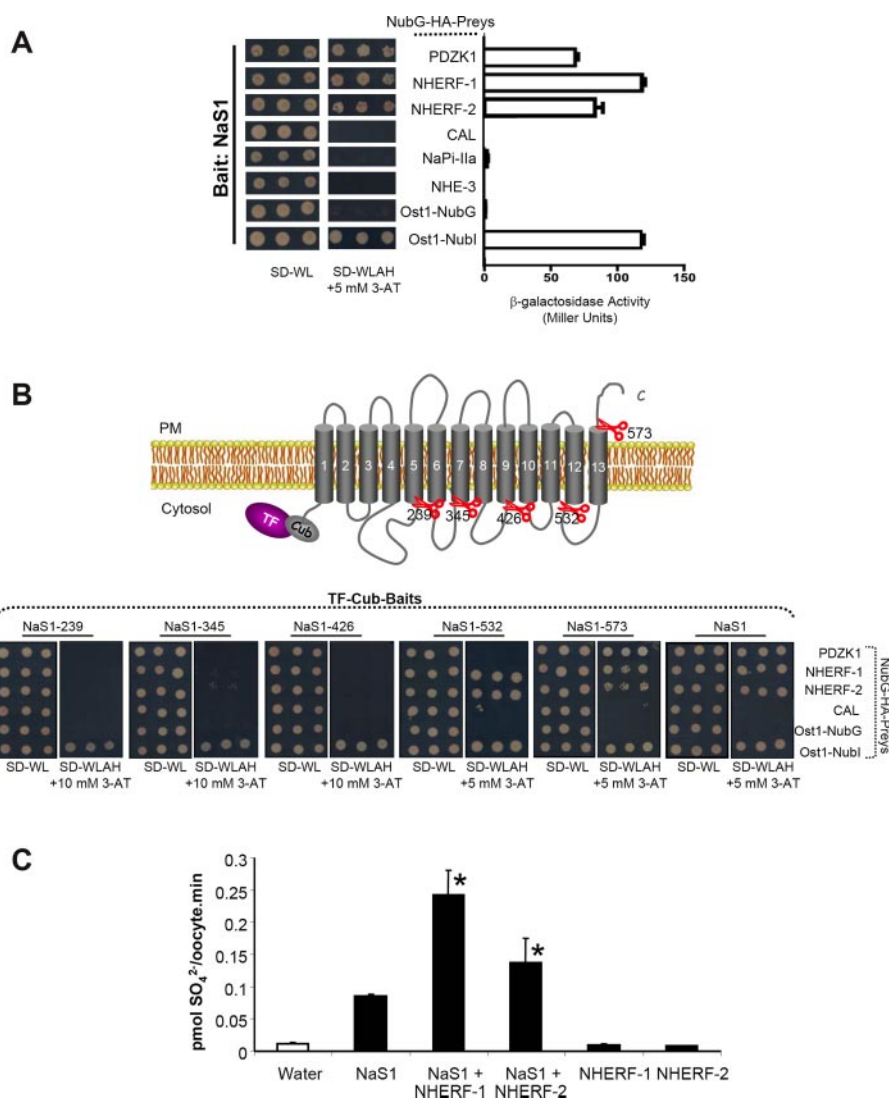 A
NubG-HA-Preys
Bait: NaS1
PDZK1
NHERF-1
NHERF-2
CAL
NaPi-IIa
NHE-3
Ost1-NubG
Ost1-NubI
SD-WL
SD-WLAH
+5 mM 3-AT
0 50 100 150
β-galactosidase Activity
(Miller Units)
B
PM
Cytosol
TF Cub
1 2 3 4 5 6 7 8 9 10 11 12 13
C
573
239 345 426 532
TF-Cub-Baits
NaS1-239 NaS1-345 NaS1-426 NaS1-532 NaS1-573 NaS1
PDZK1
NHERF-1
NHERF-2
CAL
Ost1-NubG
Ost1-NubI
NubG-HA-Preys
SD-WL SD-WLAH SD-WL SD-WLAH SD-WL SD-WLAH SD-WL SD-WLAH SD-WL SD-WLAH SD-WL SD-WLAH
+10 mM 3-AT +10 mM 3-AT +10 mM 3-AT +5 mM 3-AT +5 mM 3-AT +5 mM 3-AT
C
pmol SO₄²⁻/oocyte.min
0.3
0.25
0.2
0.15
0.1
0.05
0
* *
Water NaS1 NaS1 + NHERF-1 NaS1 + NHERF-2 NHERF-1 NHERF-2